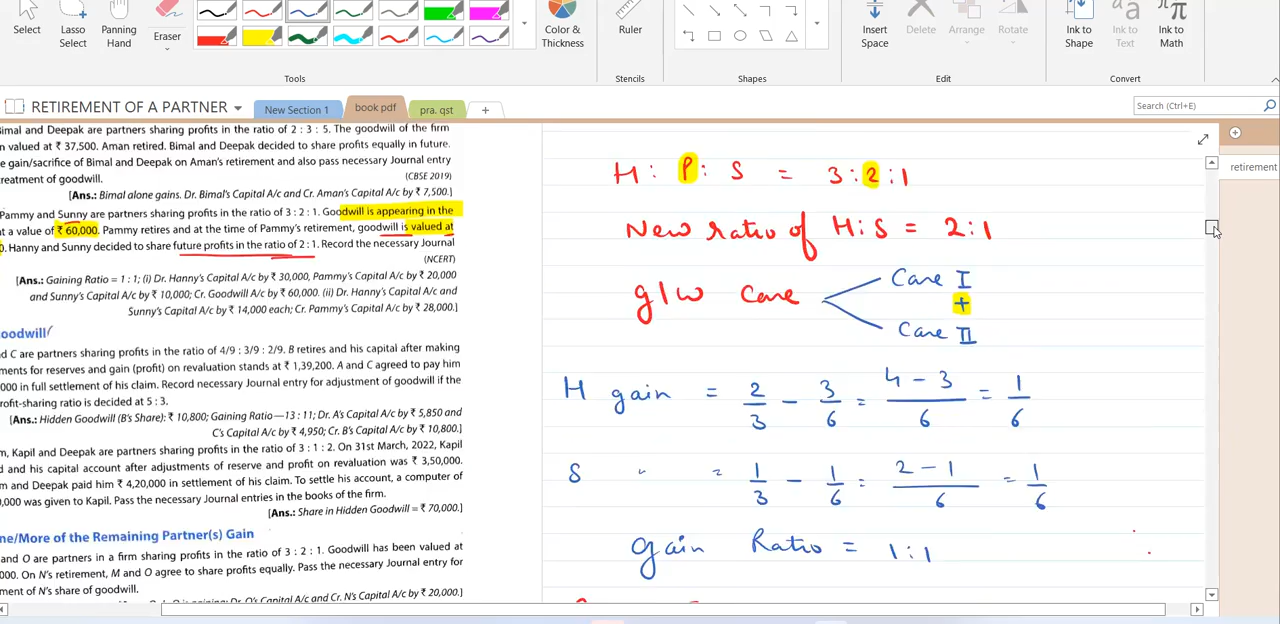 Select
Lasso
Select
Panning
Hand
Eraser
Color &
Thickness
Ruler
Insert
Space
Delete
Arrange
Rotate
Ink to
Shape
Ink to
Text
Ink to
Math
Tools
Stencils
Shapes
Edit
Convert
RETIREMENT OF A PARTNER
New Section 1
book pdf
pra. qst
+
Search (Ctrl+E)
retirement
Bimal and Deepak are partners sharing profits in the ratio of 2 : 3 : 5. The goodwill of the firm
n valued at ₹ 37,500. Aman retired. Bimal and Deepak decided to share profits equally in future.
e gain/sacrifice of Bimal and Deepak on Aman's retirement and also pass necessary Journal entry
reatment of goodwill.
(CBSE 2019)
[Ans.: Bimal alone gains. Dr. Bimal's Capital A/c and Cr. Aman's Capital A/c by ₹ 7,500.]
Pammy and Sunny are partners sharing profits in the ratio of 3 : 2 : 1. Goodwill is appearing in the
at a value of ₹ 60,000. Pammy retires and at the time of Pammy's retirement, goodwill is valued at
0. Hanny and Sunny decided to share future profits in the ratio of 2 : 1. Record the necessary Journal
(NCERT)
[Ans.: Gaining Ratio = 1 : 1; (i) Dr. Hanny's Capital A/c by ₹ 30,000, Pammy's Capital A/c by ₹ 20,000
and Sunny's Capital A/c by ₹ 10,000; Cr. Goodwill A/c by ₹ 60,000. (ii) Dr. Hanny's Capital A/c and
Sunny's Capital A/c by ₹ 14,000 each; Cr. Pammy's Capital A/c by ₹ 28,000.]
oodwill
nd C are partners sharing profits in the ratio of 4/9 : 3/9 : 2/9. B retires and his capital after making
ments for reserves and gain (profit) on revaluation stands at ₹ 1,39,200. A and C agreed to pay him
000 in full settlement of his claim. Record necessary Journal entry for adjustment of goodwill if the
profit-sharing ratio is decided at 5 : 3.
[Ans.: Hidden Goodwill (B's Share): ₹ 10,800; Gaining Ratio—13 : 11; Dr. A's Capital A/c by ₹ 5,850 and
C's Capital A/c by ₹ 4,950; Cr. B's Capital A/c by ₹ 10,800.]
m, Kapil and Deepak are partners sharing profits in the ratio of 3 : 1 : 2. On 31st March, 2022, Kapil
d and his capital account after adjustments of reserve and profit on revaluation was ₹ 3,50,000.
m and Deepak paid him ₹ 4,20,000 in settlement of his claim. To settle his account, a computer of
0,000 was given to Kapil. Pass the necessary Journal entries in the books of the firm.
[Ans.: Share in Hidden Goodwill = ₹ 70,000.]
ne/More of the Remaining Partner(s) Gain
and O are partners in a firm sharing profits in the ratio of 3 : 2 : 1. Goodwill has been valued at
000. On N's retirement, M and O agree to share profits equally. Pass the necessary Journal entry for
ment of N's share of goodwill.
O's Capital A/c and Cr. N's Capital A/c by ₹ 20,000.]
H : P : S = 3 : 2 : 1
New ratio of H : S = 2 : 1
g/w Case
Case I
+
Case II
H gain = 2/3 - 3/6 = 4 - 3/6 = 1/6
S " = 1/3 - 1/6 = 2 - 1/6 = 1/6
gain Ratio = 1 : 1